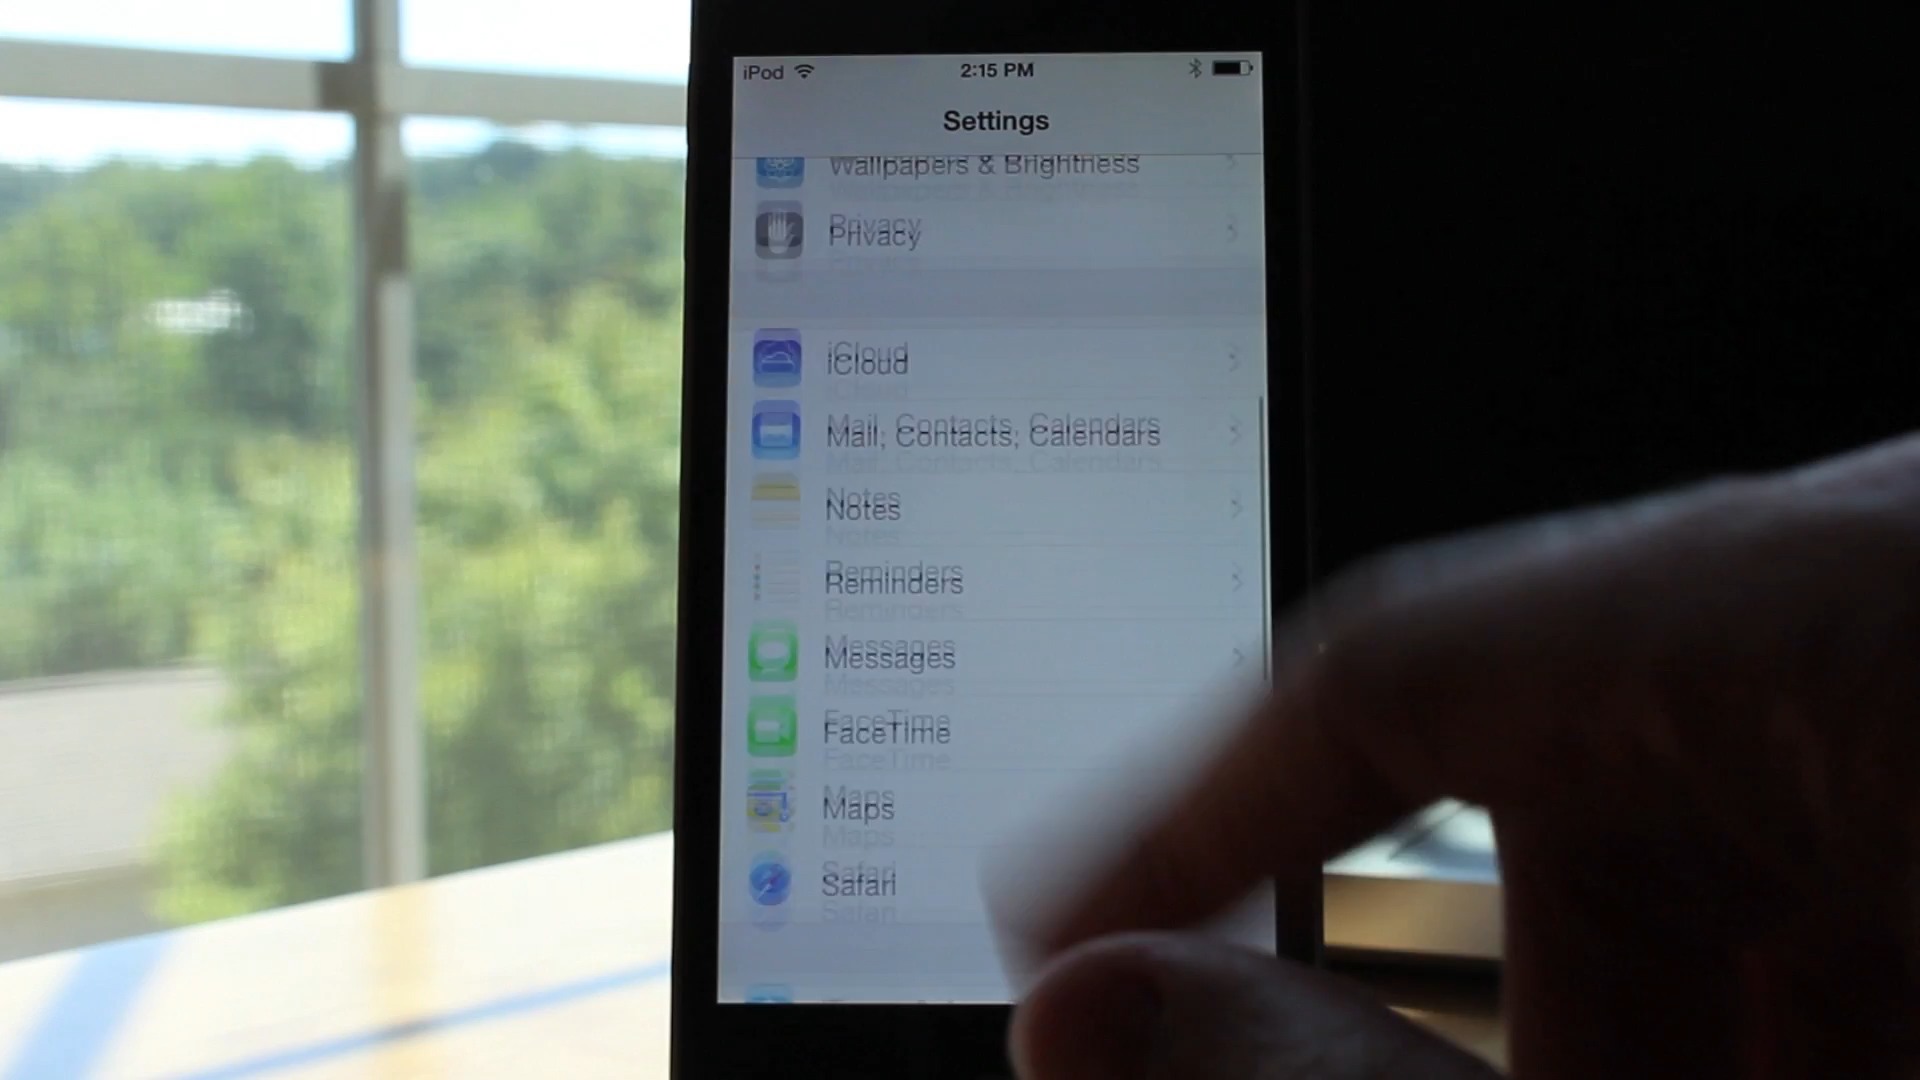 iPod 2:15 PM
Settings
Wallpapers & Brightness
Privacy
iCloud
Mail, Contacts, Calendars
Notes
Reminders
Messages
FaceTime
Maps
Safari